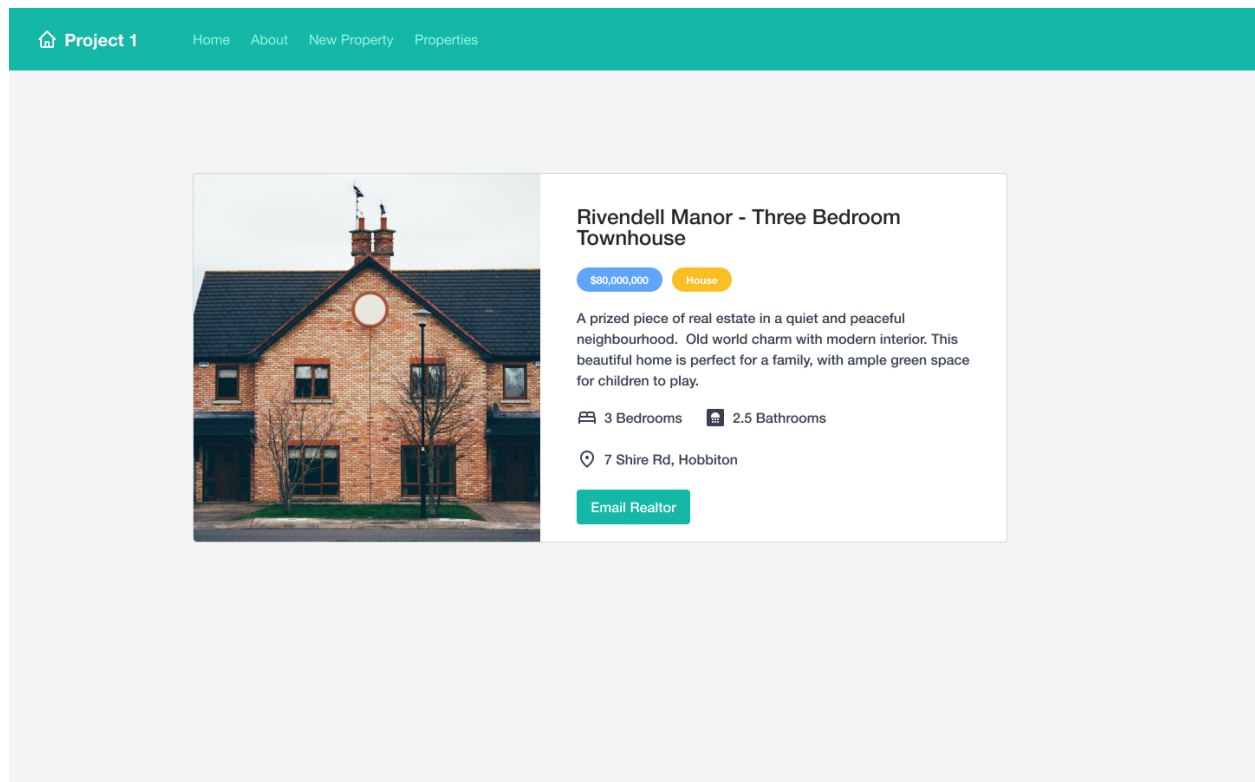 Project 1
Home About New Property Properties
Rivendell Manor - Three Bedroom
Townhouse
$80,000,000 House
A prized piece of real estate in a quiet and peaceful
neighbourhood.  Old world charm with modern interior. This
beautiful home is perfect for a family, with ample green space
for children to play.
3 Bedrooms 2.5 Bathrooms
7 Shire Rd, Hobbiton
Email Realtor